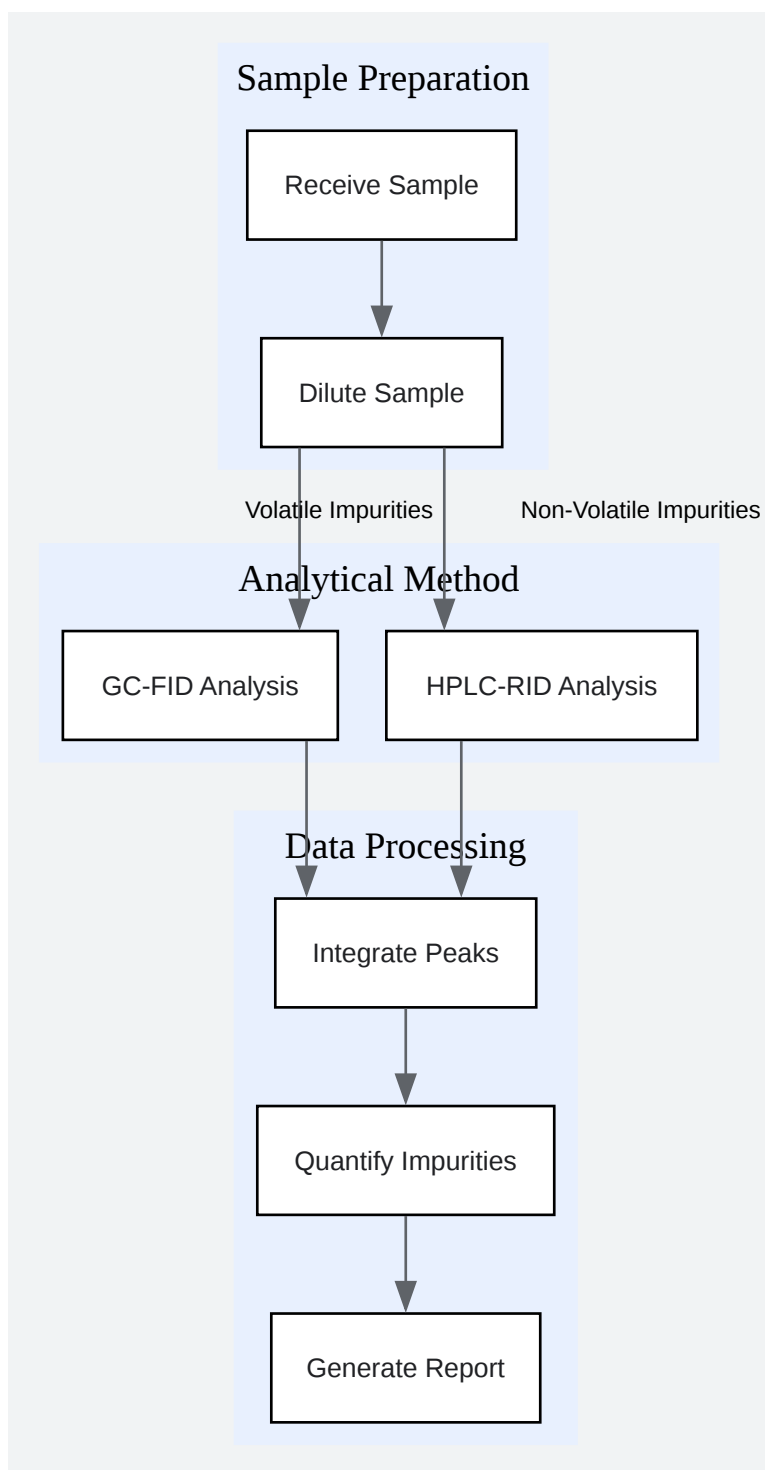 Sample Preparation
Receive Sample
Dilute Sample
Volatile Impurities
Non-Volatile Impurities
Analytical Method
GC-FID Analysis
HPLC-RID Analysis
Data Processing
Integrate Peaks
Quantify Impurities
Generate Report